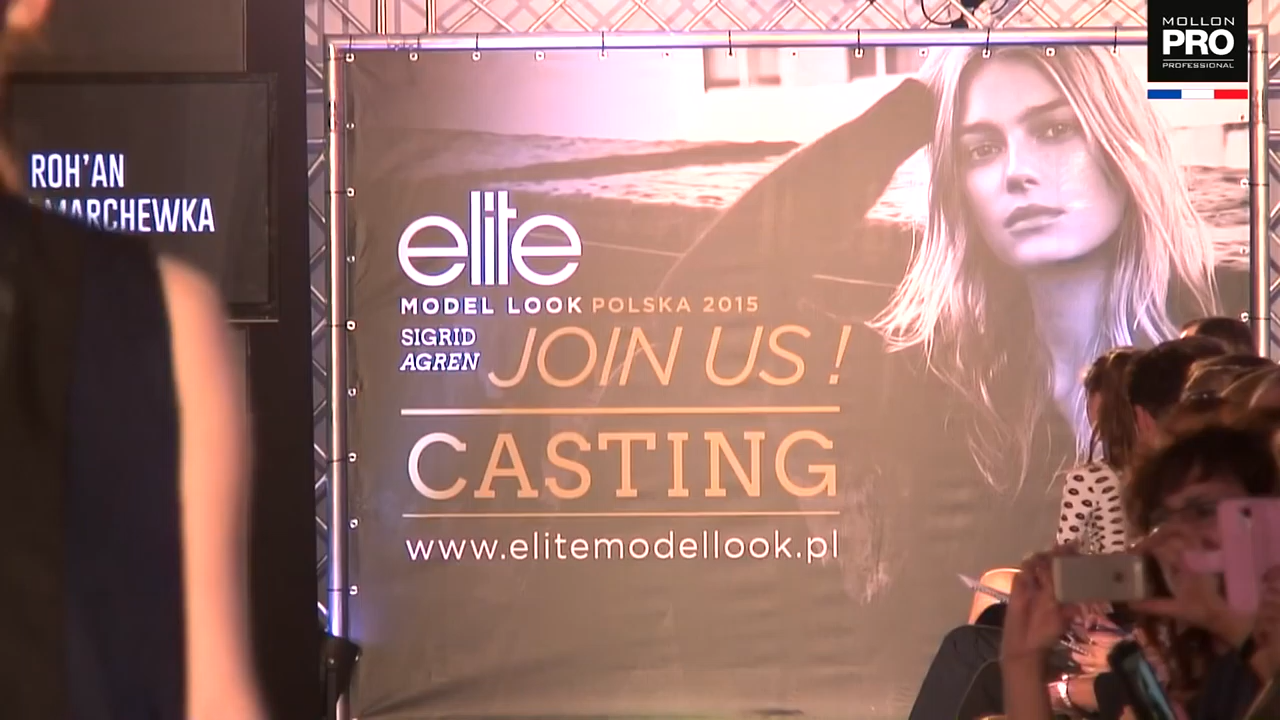 MOLLON
PRO
PROFESSIONAL
ROH'AN
MARCHEWKA
elite
MODEL LOOK POLSKA 2015
SIGRID
AGREN
JOIN US !
CASTING
www.elitemodellook.pl